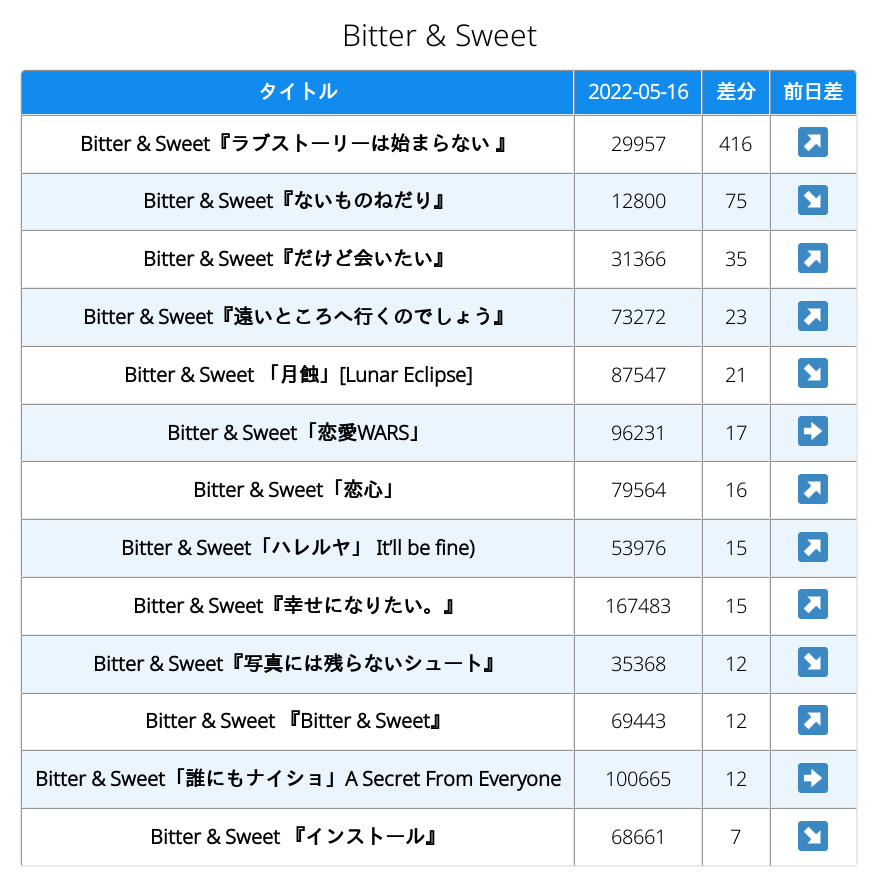 Bitter & Sweet
タイトル 2022-05-16 差分 前日差
Bitter & Sweet『ラブストーリーは始まらない 』 29957 416 ↗
Bitter & Sweet『ないものねだり』 12800 75 ↘
Bitter & Sweet『だけど会いたい』 31366 35 ↗
Bitter & Sweet『遠いところへ行くのでしょう』 73272 23 ↗
Bitter & Sweet 「月蝕」[Lunar Eclipse] 87547 21 ↘
Bitter & Sweet「恋愛WARS」 96231 17 →
Bitter & Sweet「恋心」 79564 16 ↗
Bitter & Sweet「ハレルヤ」 It’ll be fine) 53976 15 ↗
Bitter & Sweet『幸せになりたい。』 167483 15 ↗
Bitter & Sweet『写真には残らないシュート』 35368 12 ↘
Bitter & Sweet 『Bitter & Sweet』 69443 12 ↗
Bitter & Sweet「誰にもナイショ」A Secret From Everyone 100665 12 →
Bitter & Sweet 『インストール』 68661 7 ↘